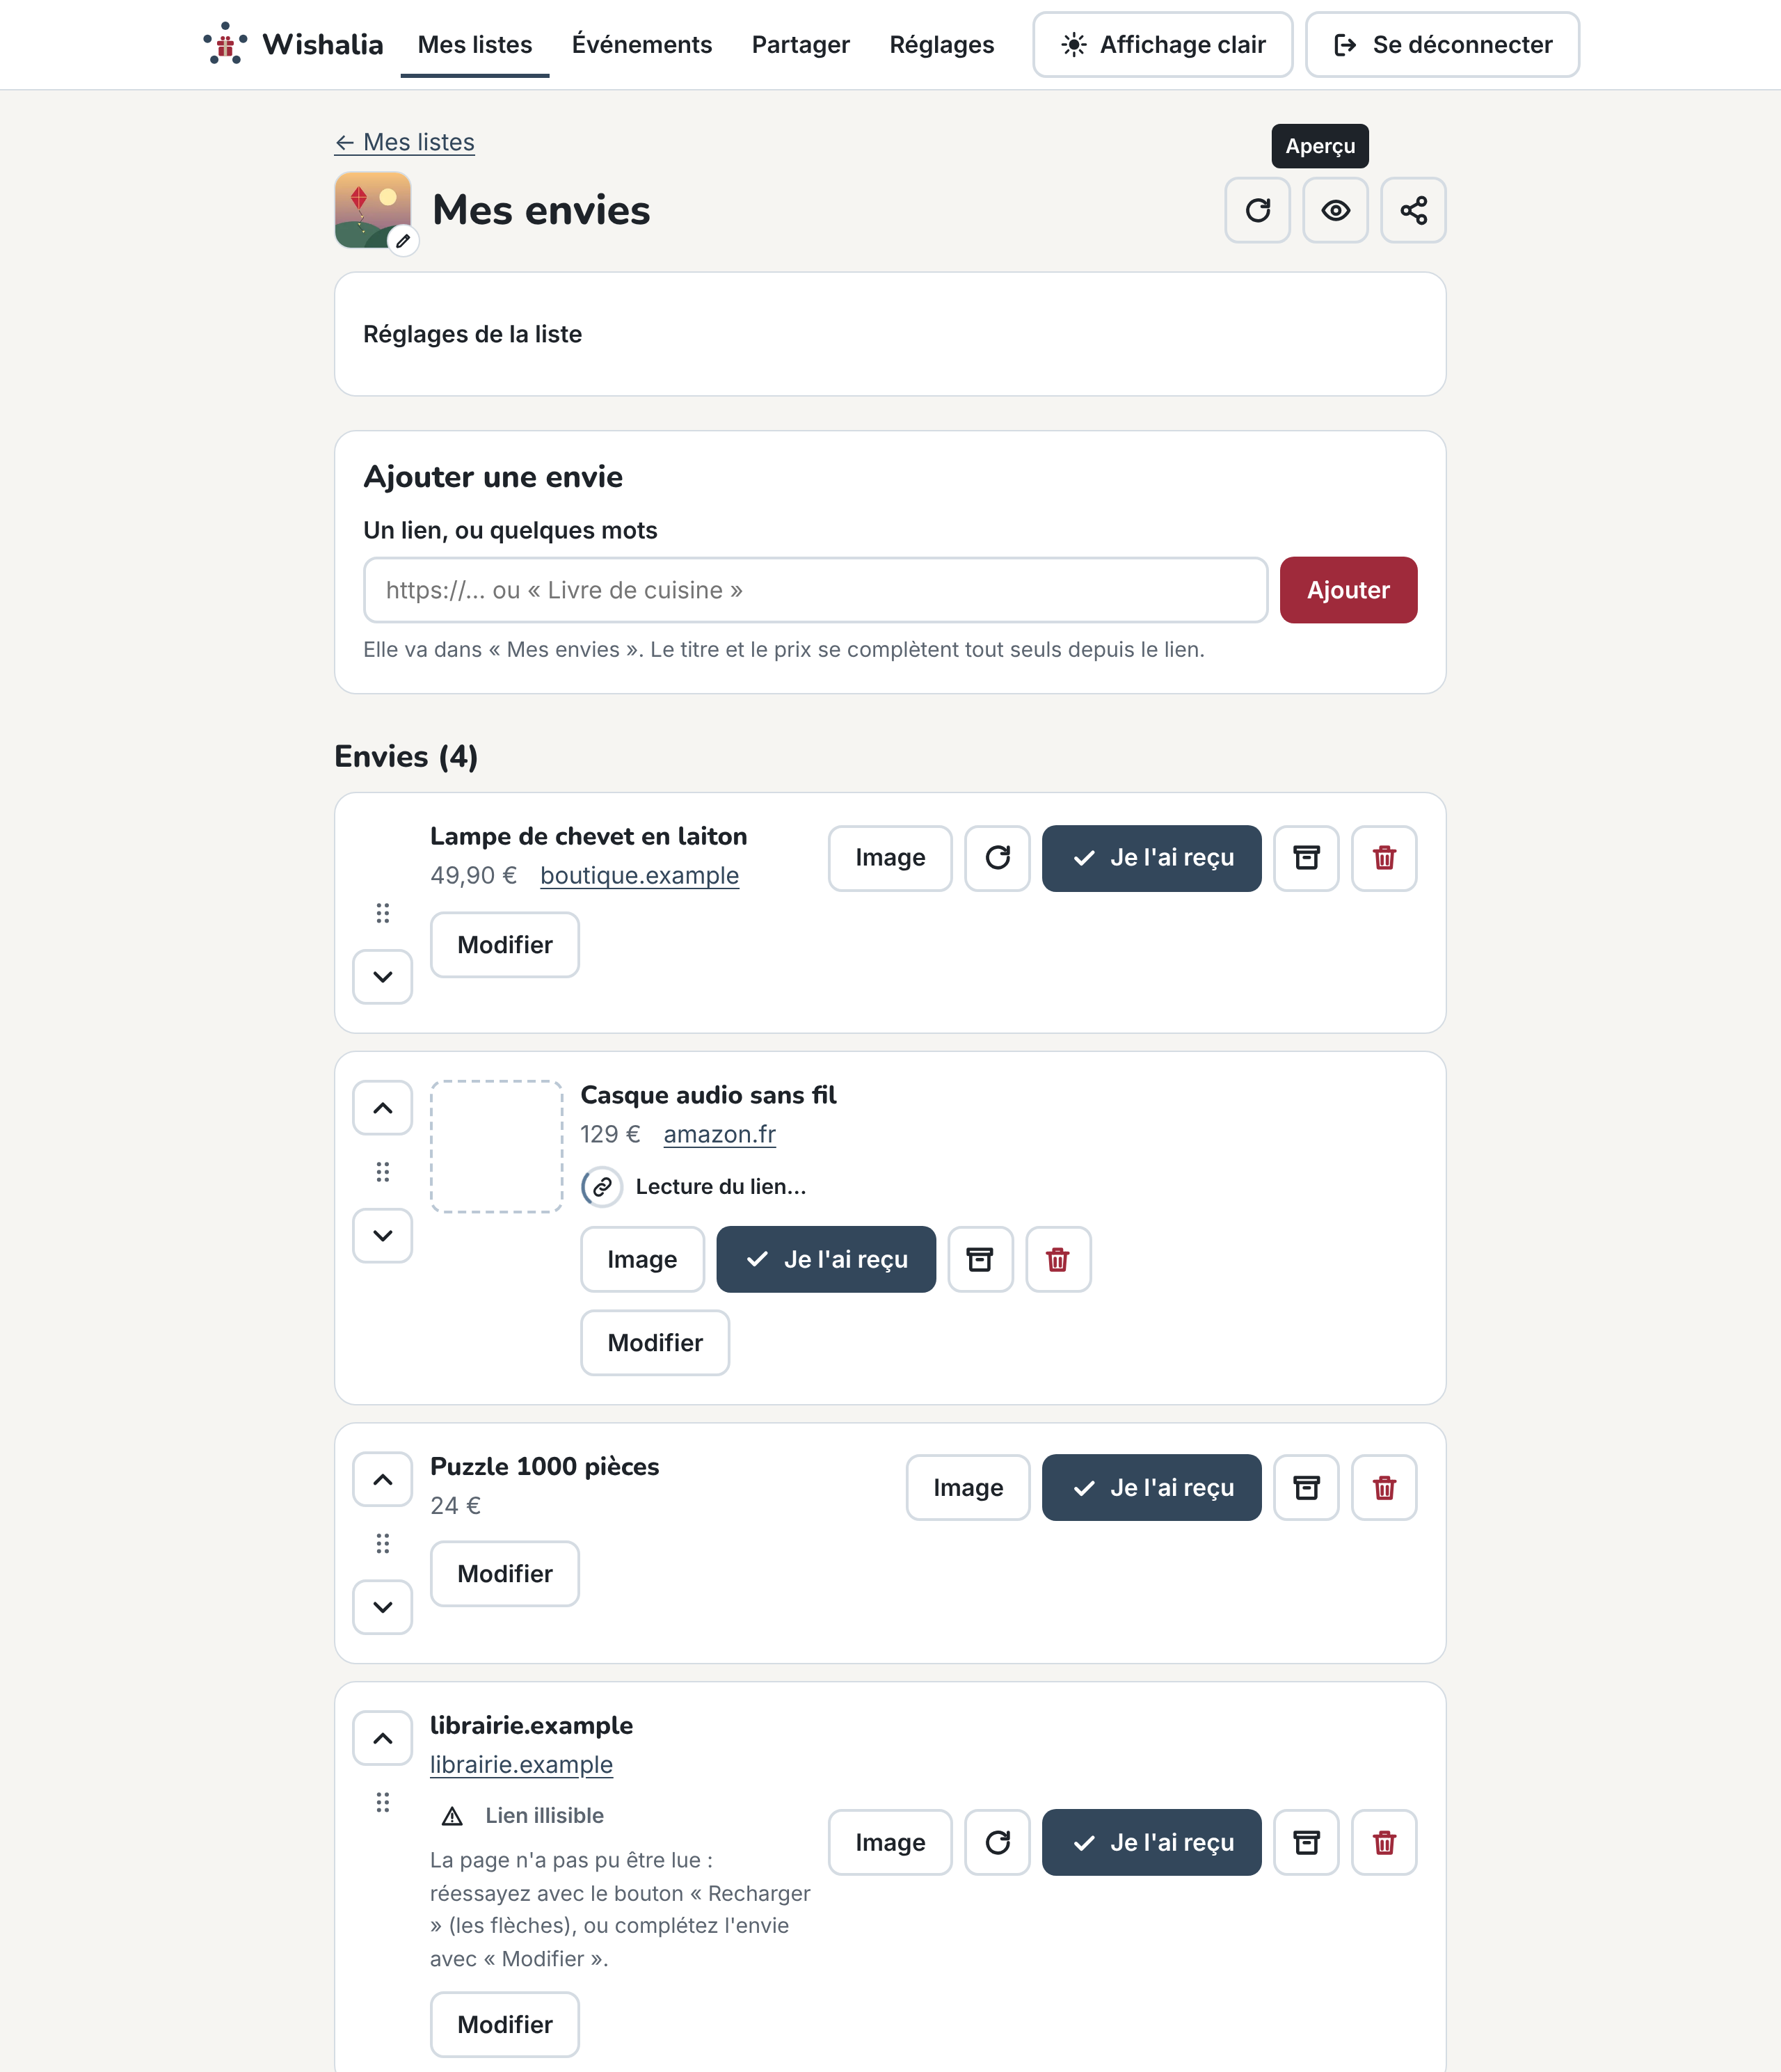 Wishalia
Mes listes
Événements
Partager
Réglages
Affichage clair
Se déconnecter
← Mes listes
Aperçu
Mes envies
Réglages de la liste
Ajouter une envie
Un lien, ou quelques mots
https://... ou « Livre de cuisine »
Ajouter
Elle va dans « Mes envies ». Le titre et le prix se complètent tout seuls depuis le lien.
Envies (4)
Lampe de chevet en laiton
49,90 € boutique.example
Image
Je l'ai reçu
Modifier
Casque audio sans fil
129 € amazon.fr
Lecture du lien...
Image
Je l'ai reçu
Modifier
Puzzle 1000 pièces
24 €
Image
Je l'ai reçu
Modifier
librairie.example
librairie.example
Lien illisible
La page n'a pas pu être lue :
réessayez avec le bouton « Recharger
» (les flèches), ou complétez l'envie
avec « Modifier ».
Image
Je l'ai reçu
Modifier